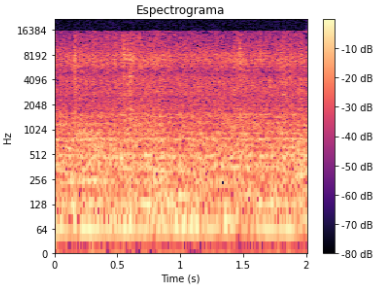 Espectrograma
16384
8192
4096
2048
1024
512
256
128
64
0
Hz
0
0.5
1
1.5
2
Time (s)
-10 dB
-20 dB
-30 dB
-40 dB
-50 dB
-60 dB
-70 dB
-80 dB